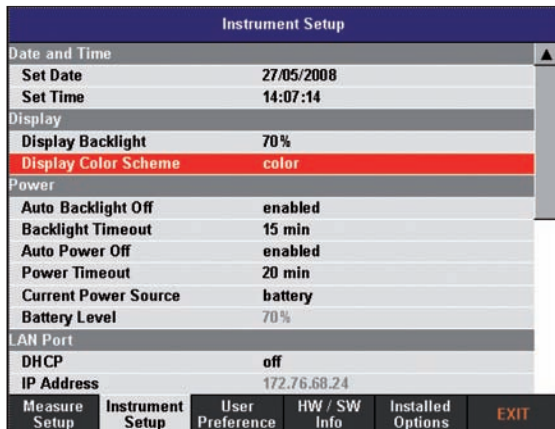 Instrument Setup
Date and Time
Set Date 27/05/2008
Set Time 14:07:14
Display
Display Backlight 70%
Display Color Scheme color
Power
Auto Backlight Off enabled
Backlight Timeout 15 min
Auto Power Off enabled
Power Timeout 20 min
Current Power Source battery
Battery Level 70%
LAN Port
DHCP off
IP Address 172.76.68.24
Measure Setup
Instrument Setup
User Preference
HW / SW Info
Installed Options
EXIT